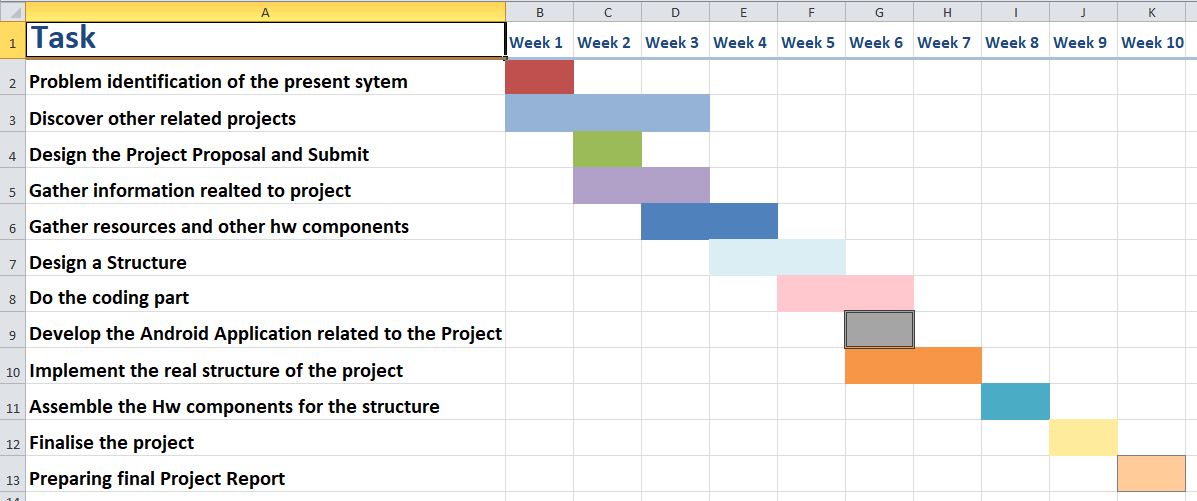 A B C D E F G H I J K
1 Task Week 1 Week 2 Week 3 Week 4 Week 5 Week 6 Week 7 Week 8 Week 9 Week 10
2 Problem identification of the present sytem
3 Discover other related projects
4 Design the Project Proposal and Submit
5 Gather information realted to project
6 Gather resources and other hw components
7 Design a Structure
8 Do the coding part
9 Develop the Android Application related to the Project
10 Implement the real structure of the project
11 Assemble the Hw components for the structure
12 Finalise the project
13 Preparing final Project Report